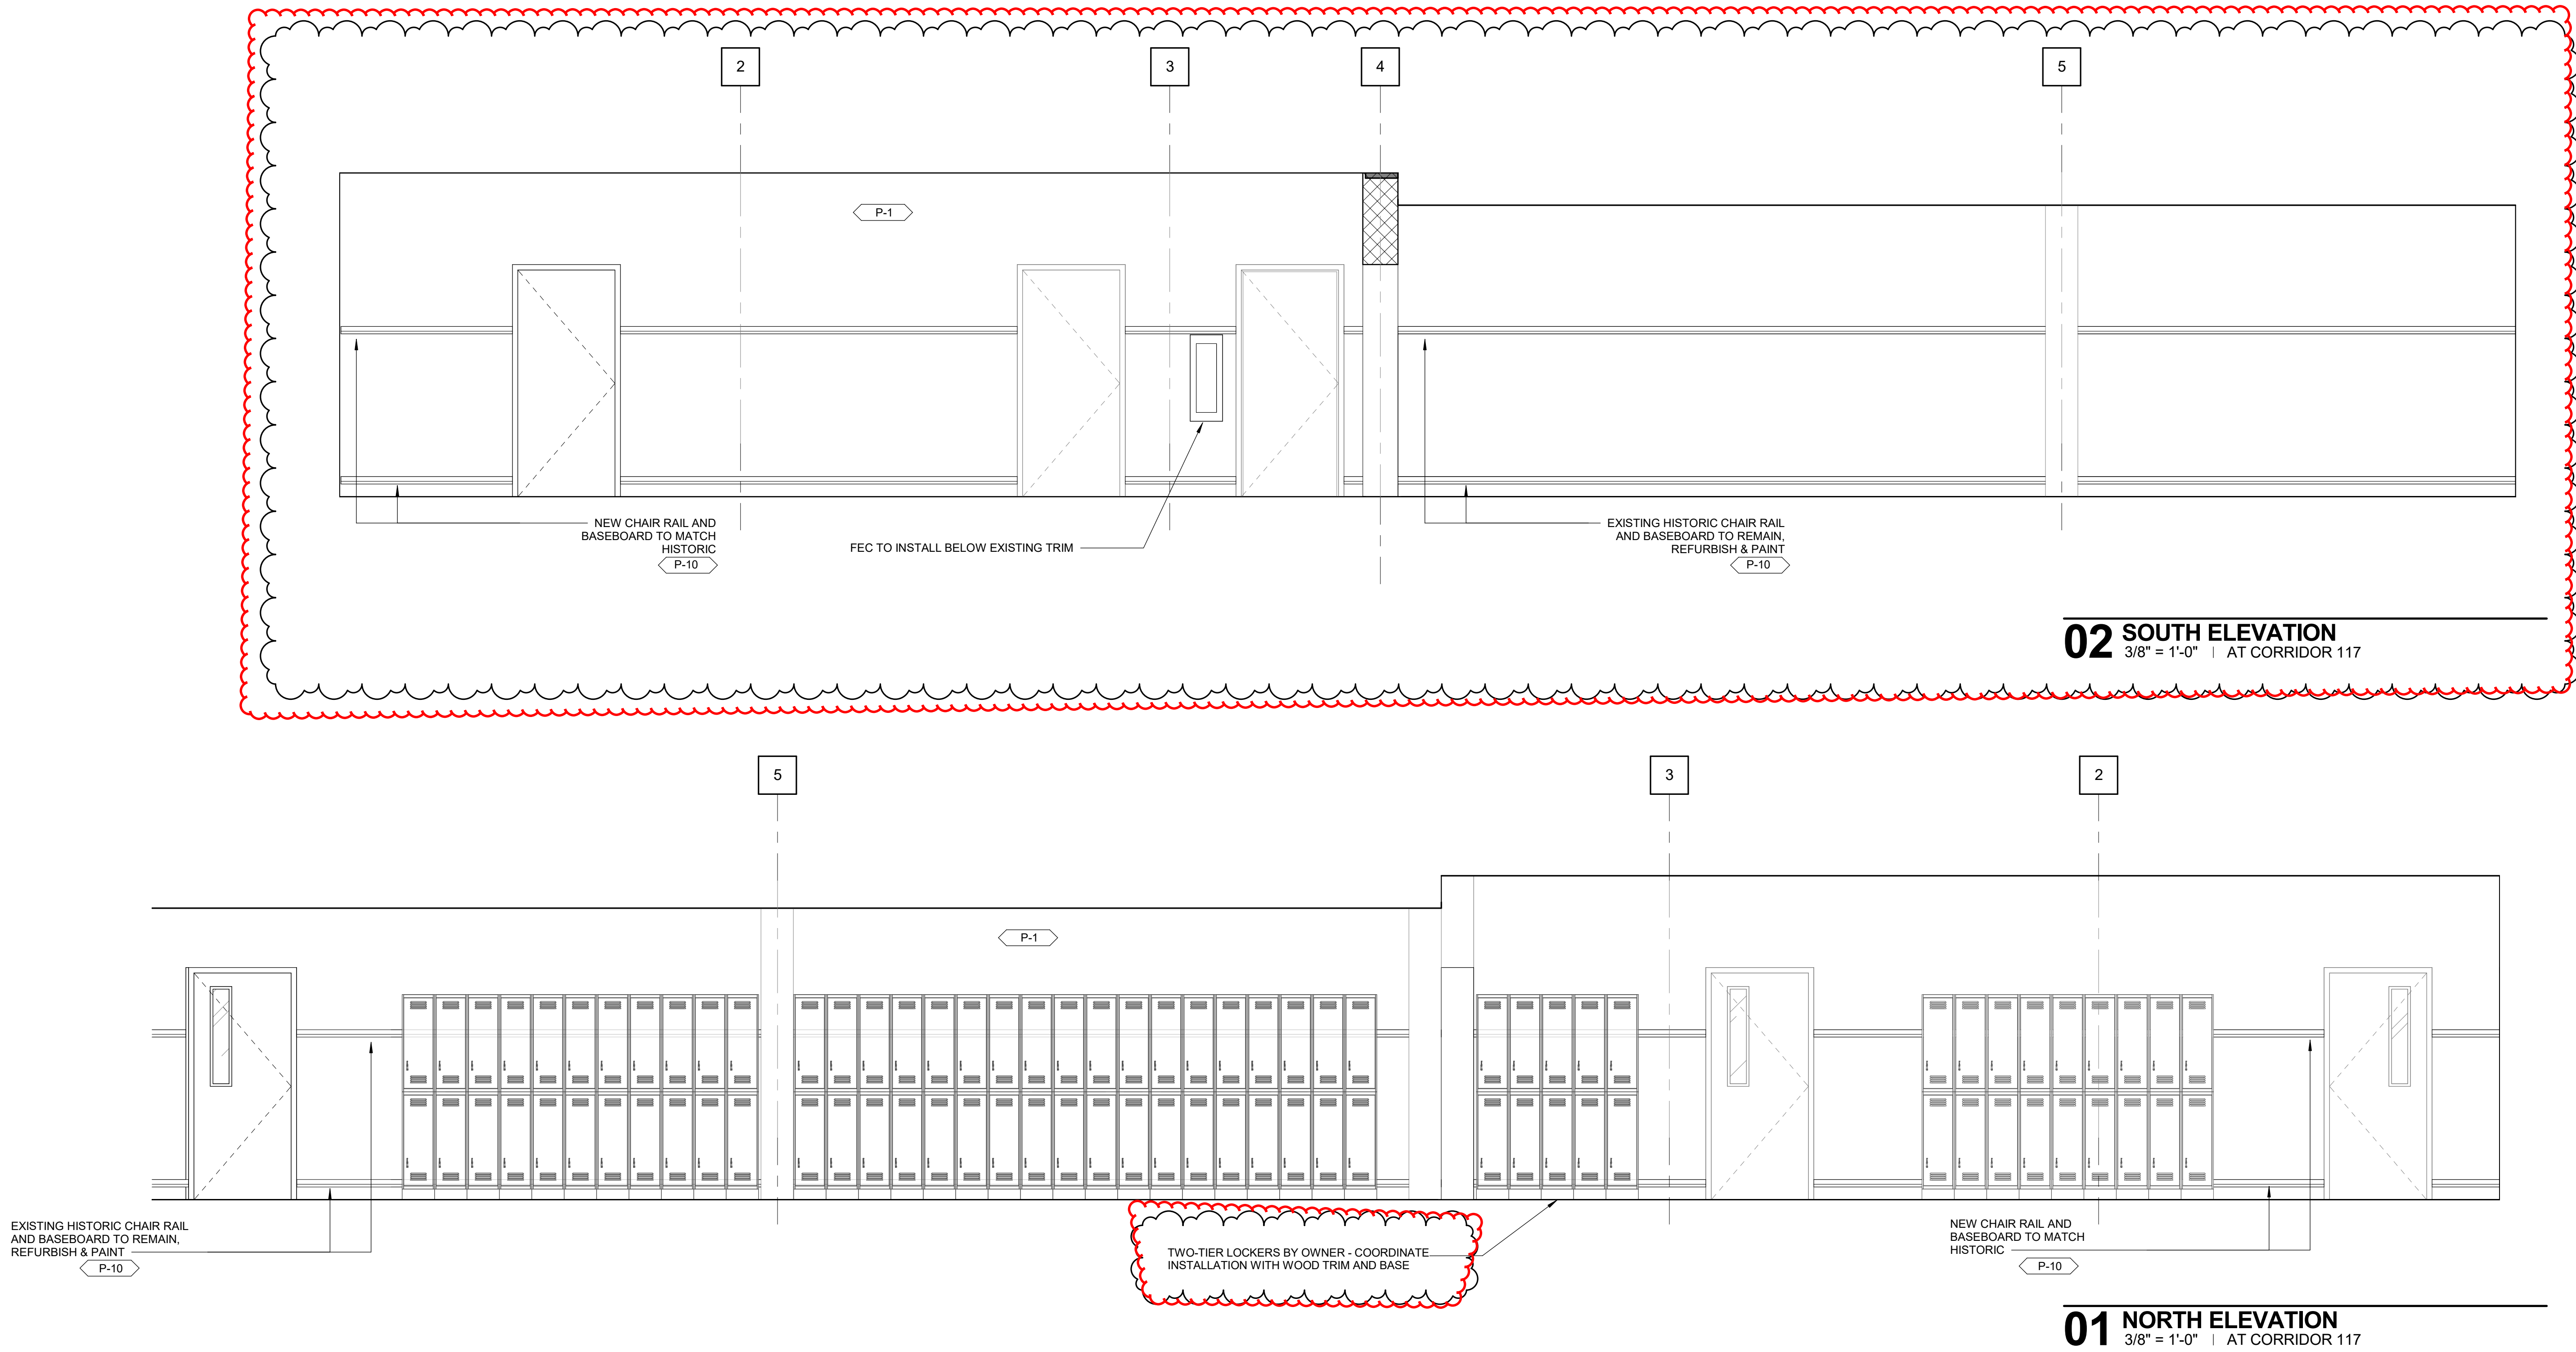 2
3
4
5
P-1
NEW CHAIR RAIL AND
BASEBOARD TO MATCH
HISTORIC
P-10
FEC TO INSTALL BELOW EXISTING TRIM
EXISTING HISTORIC CHAIR RAIL
AND BASEBOARD TO REMAIN,
REFURBISH & PAINT
P-10
02 SOUTH ELEVATION
3/8" = 1'-0" | AT CORRIDOR 117
5
3
2
P-1
EXISTING HISTORIC CHAIR RAIL
AND BASEBOARD TO REMAIN,
REFURBISH & PAINT
P-10
TWO-TIER LOCKERS BY OWNER - COORDINATE
INSTALLATION WITH WOOD TRIM AND BASE
NEW CHAIR RAIL AND
BASEBOARD TO MATCH
HISTORIC
P-10
01 NORTH ELEVATION
3/8" = 1'-0" | AT CORRIDOR 117